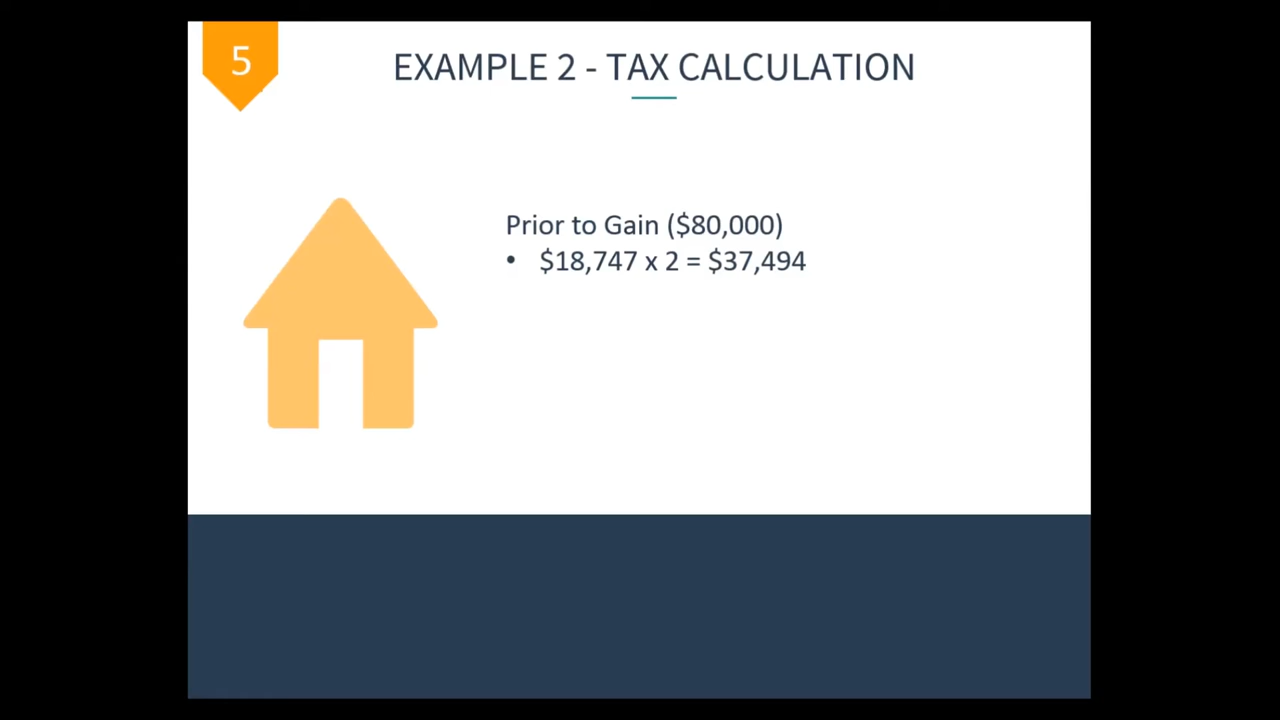 5
EXAMPLE 2 - TAX CALCULATION
Prior to Gain ($80,000)
• $18,747 x 2 = $37,494